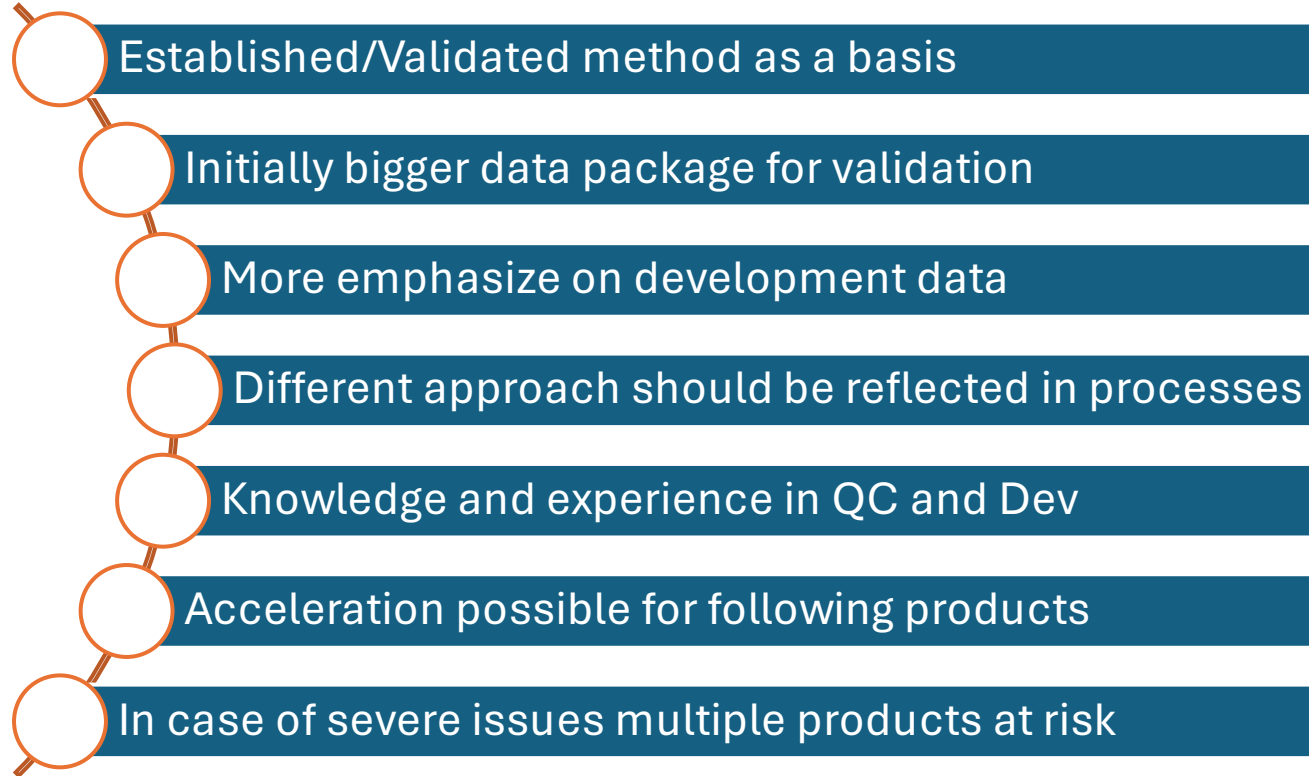 Established/Validated method as a basis
Initially bigger data package for validation
More emphasize on development data
Different approach should be reflected in processes
Knowledge and experience in QC and Dev
Acceleration possible for following products
In case of severe issues multiple products at risk